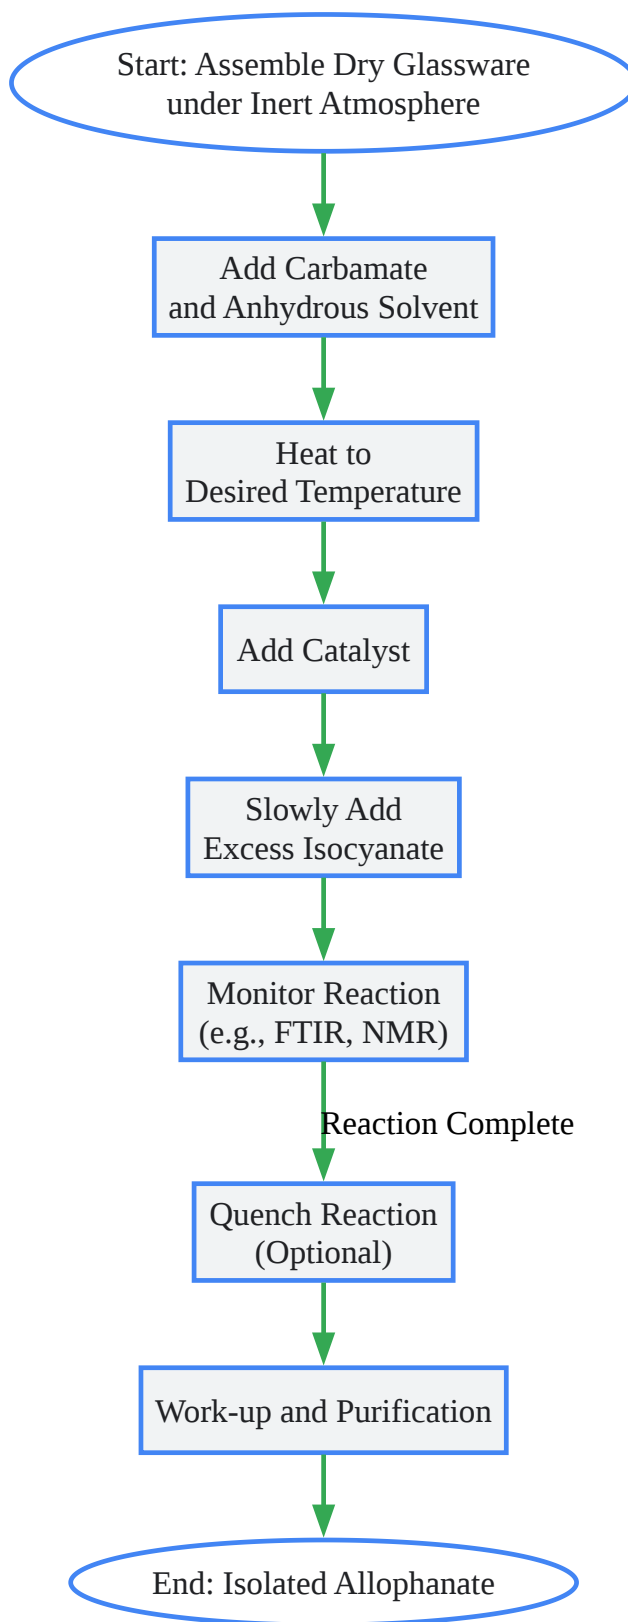 Start: Assemble Dry Glassware
under Inert Atmosphere
Add Carbamate
and Anhydrous Solvent
Heat to
Desired Temperature
Add Catalyst
Slowly Add
Excess Isocyanate
Monitor Reaction
(e.g., FTIR, NMR)
Reaction Complete
Quench Reaction
(Optional)
Work-up and Purification
End: Isolated Allophanate